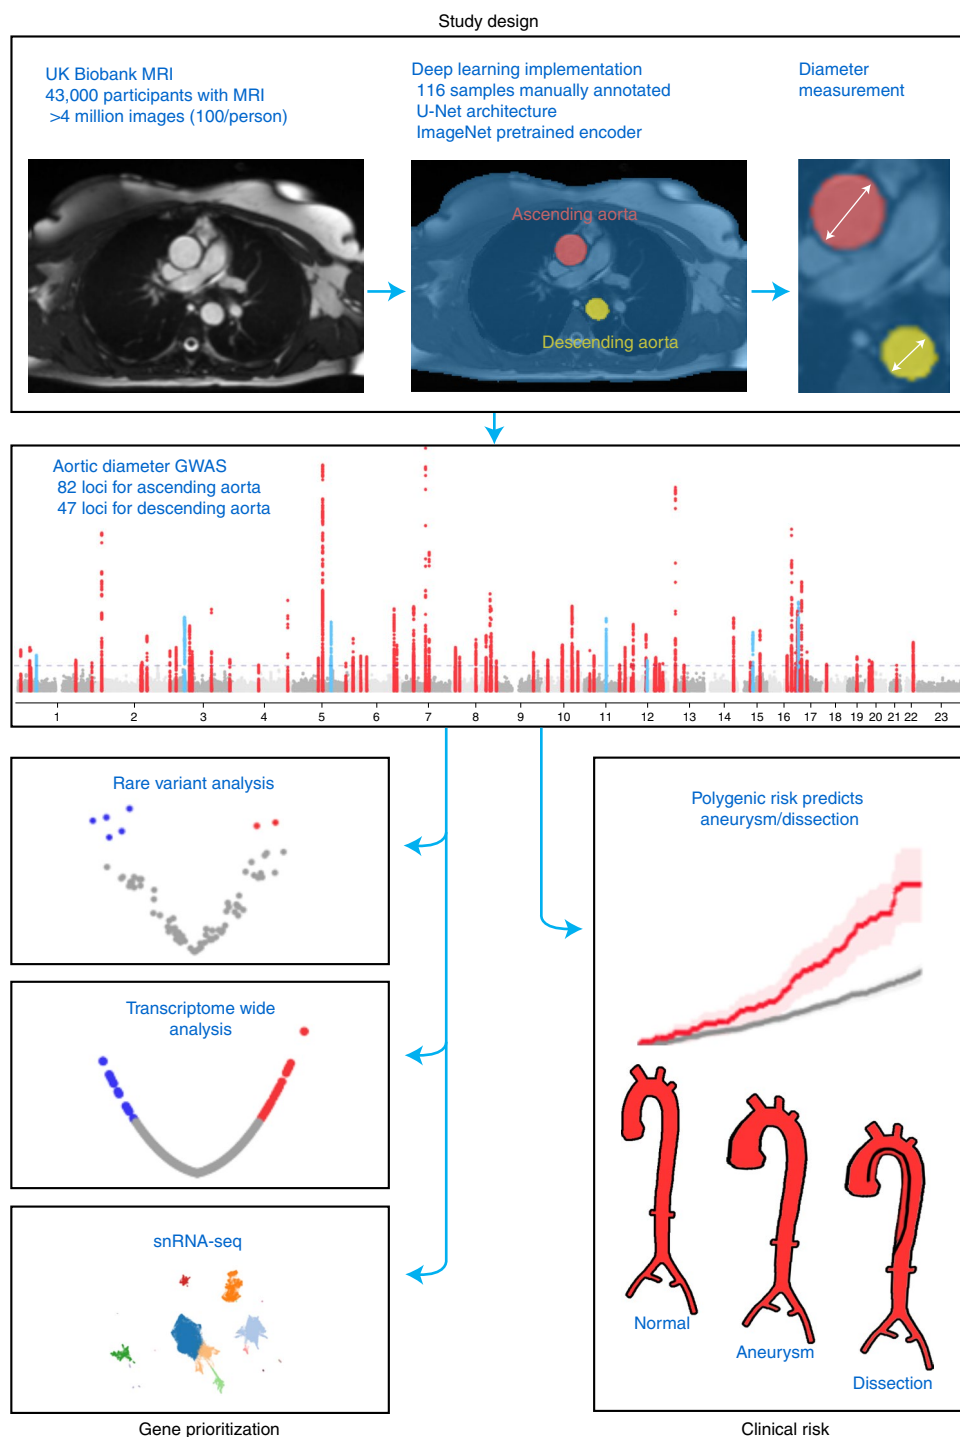 Study design
UK Biobank MRI
43,000 participants with MRI
>4 million images (100/person)
Deep learning implementation
116 samples manually annotated
U-Net architecture
ImageNet pretrained encoder
Diameter
measurement
Ascending aorta
Descending aorta
Aortic diameter GWAS
82 loci for ascending aorta
47 loci for descending aorta
1 2 3 4 5 6 7 8 9 10 11 12 13 14 15 16 17 18 19 20 21 22 23
Rare variant analysis
Transcriptome wide
analysis
snRNA-seq
Gene prioritization
Polygenic risk predicts
aneurysm/dissection
Normal
Aneurysm
Dissection
Clinical risk